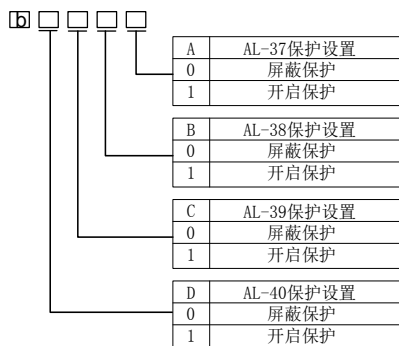 b
A AL-37保护设置
0 屏蔽保护
1 开启保护
B AL-38保护设置
0 屏蔽保护
1 开启保护
C AL-39保护设置
0 屏蔽保护
1 开启保护
D AL-40保护设置
0 屏蔽保护
1 开启保护